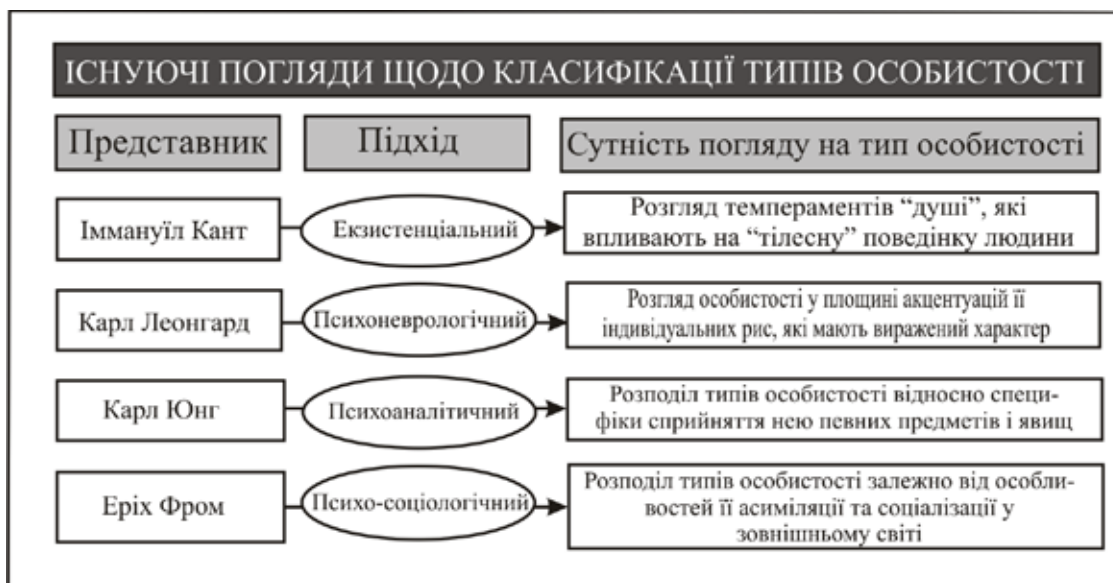 ІСНУЮЧІ ПОГЛЯДИ ЩОДО КЛАСИФІКАЦІЇ ТИПІВ ОСОБИСТОСТІ
Представник
Підхід
Сутність погляду на тип особистості
Іммануїл Кант
Екзистенціальний
Розгляд темпераментів “душі”, які
впливають на “тілесну” поведінку людини
Карл Леонгард
Психоневрологічний
Розгляд особистості у площині акцентуацій її
індивідуальних рис, які мають виражений характер
Карл Юнг
Психоаналітичний
Розподіл типів особистості відносно специ-
фіки сприйняття нею певних предметів і явищ
Еріх Фром
Психо-соціологічний
Розподіл типів особистості залежно від особли-
востей її асиміляції та соціалізації у
зовнішньому світі